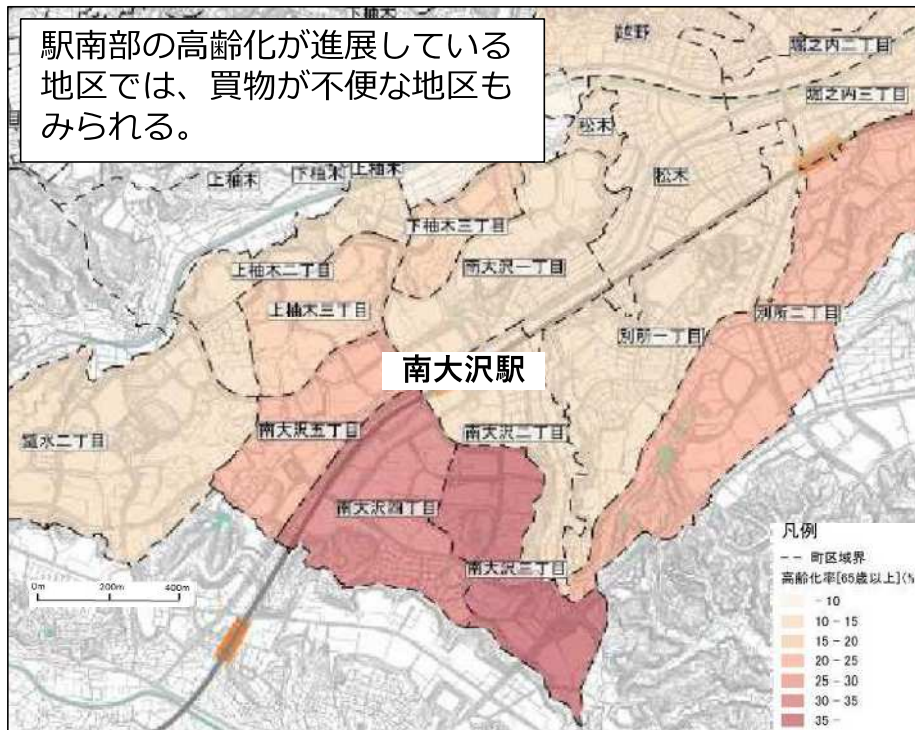 駅南部の高齢化が進展している
地区では、買物が不便な地区も
みられる。
下柚木
越野
堀之内二丁目
堀之内三丁目
松木
上柚木
下柚木
上柚木
松木
下柚木三丁目
上柚木二丁目
南大沢一丁目
上柚木三丁目
別所二丁目
別所一丁目
南大沢駅
南大沢五丁目
南大沢二丁目
鑓水二丁目
南大沢四丁目
南大沢三丁目
0m 200m 400m
凡例
町区域界
高齢化率[65歳以上](%
- 10
10 - 15
15 - 20
20 - 25
25 - 30
30 - 35
35 -